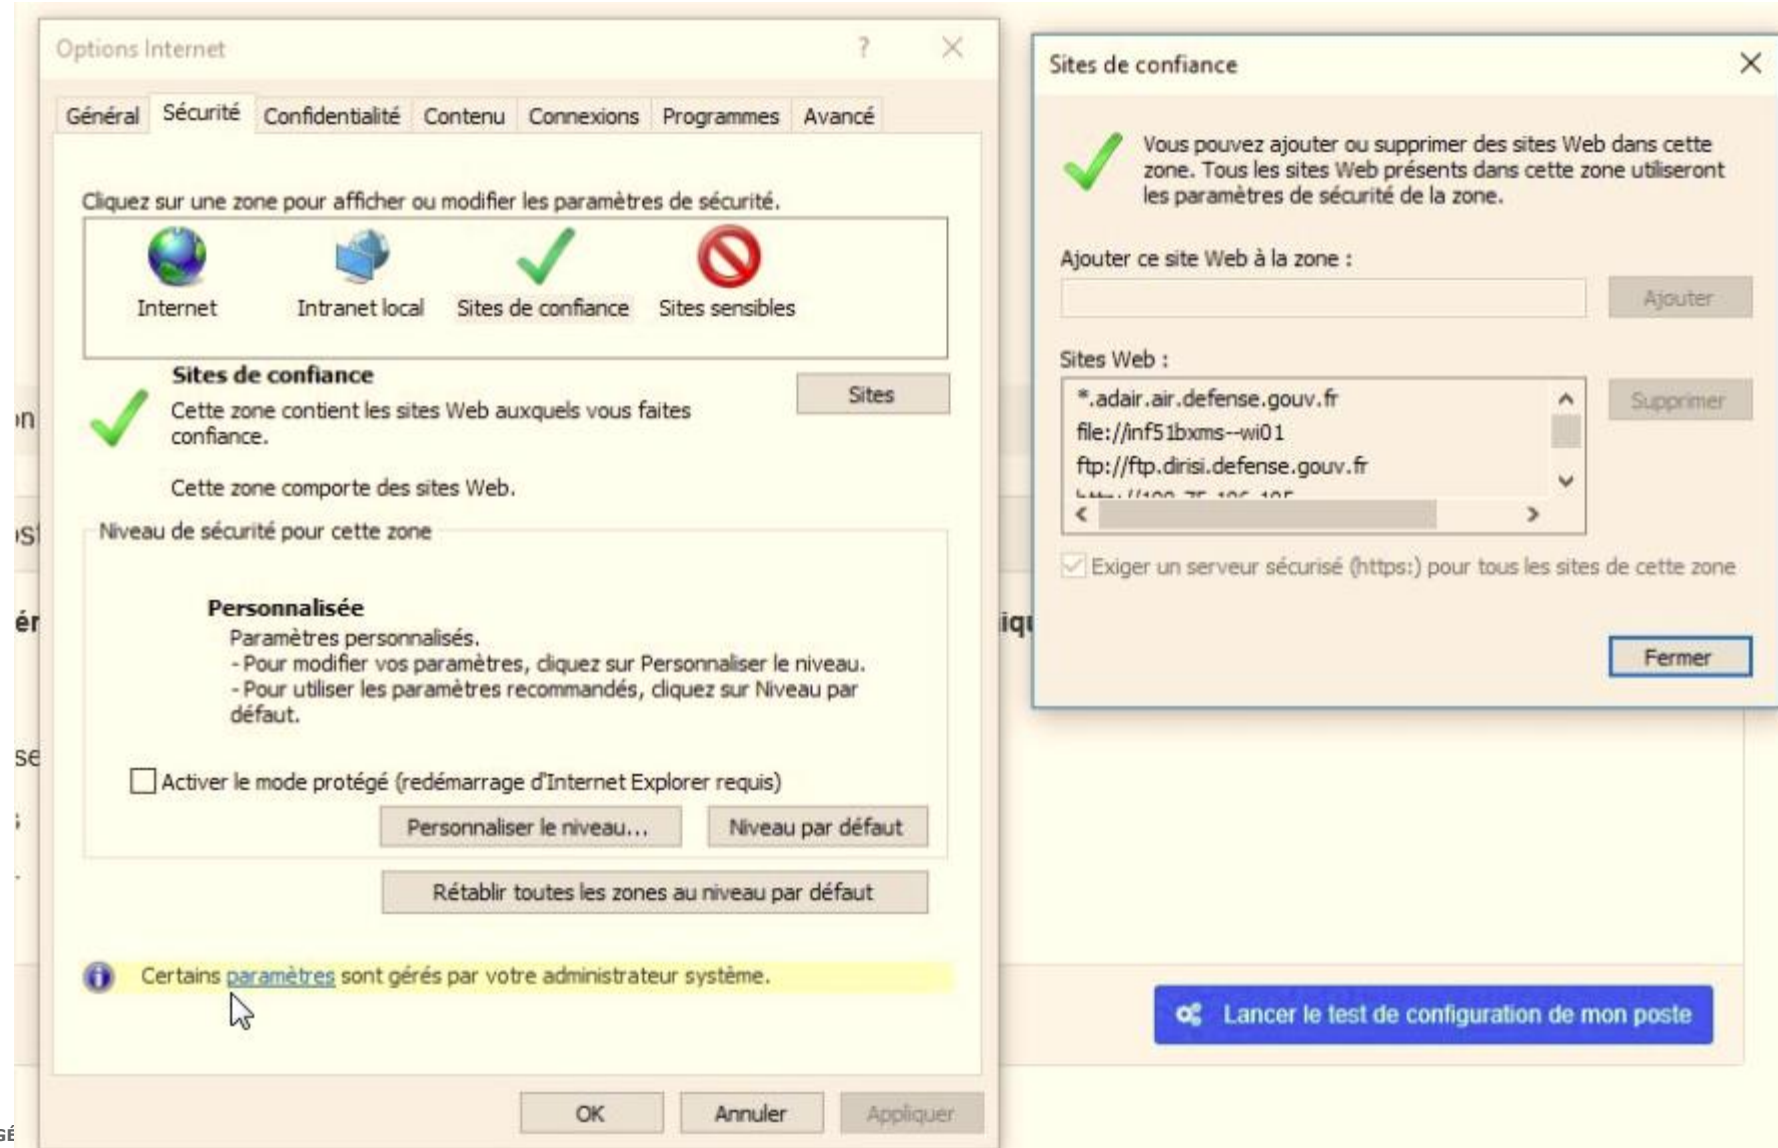 Options Internet
?
Général Sécurité Confidentialité Contenu Connexions Programmes Avancé
Cliquez sur une zone pour afficher ou modifier les paramètres de sécurité.
Internet Intranet local Sites de confiance Sites sensibles
Sites de confiance
Cette zone contient les sites Web auxquels vous faites
confiance.
Sites
Cette zone comporte des sites Web.
Niveau de sécurité pour cette zone
Personnalisée
Paramètres personnalisés.
- Pour modifier vos paramètres, cliquez sur Personnaliser le niveau.
- Pour utiliser les paramètres recommandés, cliquez sur Niveau par
défaut.
Activer le mode protégé (redémarrage d'Internet Explorer requis)
Personnaliser le niveau... Niveau par défaut
Rétablir toutes les zones au niveau par défaut
Certains paramètres sont gérés par votre administrateur système.
OK Annuler Appliquer
Sites de confiance
Vous pouvez ajouter ou supprimer des sites Web dans cette
zone. Tous les sites Web présents dans cette zone utiliseront
les paramètres de sécurité de la zone.
Ajouter ce site Web à la zone :
Ajouter
Sites Web :
*.adair.air.defense.gouv.fr
file://inf51bxms--wi01
ftp://ftp.dirisi.defense.gouv.fr
Supprimer
Exiger un serveur sécurisé (https:) pour tous les sites de cette zone
Fermer
Lancer le test de configuration de mon poste